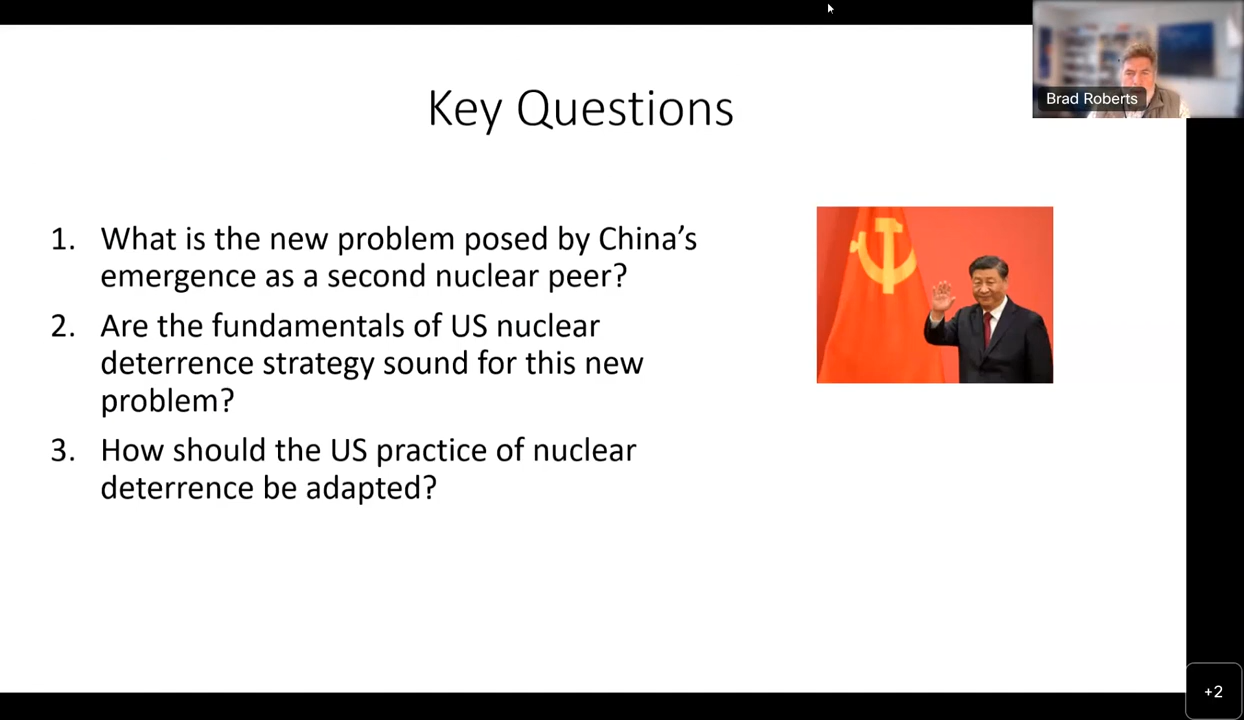 Key Questions
Brad Roberts
1. What is the new problem posed by China’s
emergence as a second nuclear peer?
2. Are the fundamentals of US nuclear
deterrence strategy sound for this new
problem?
3. How should the US practice of nuclear
deterrence be adapted?
+2